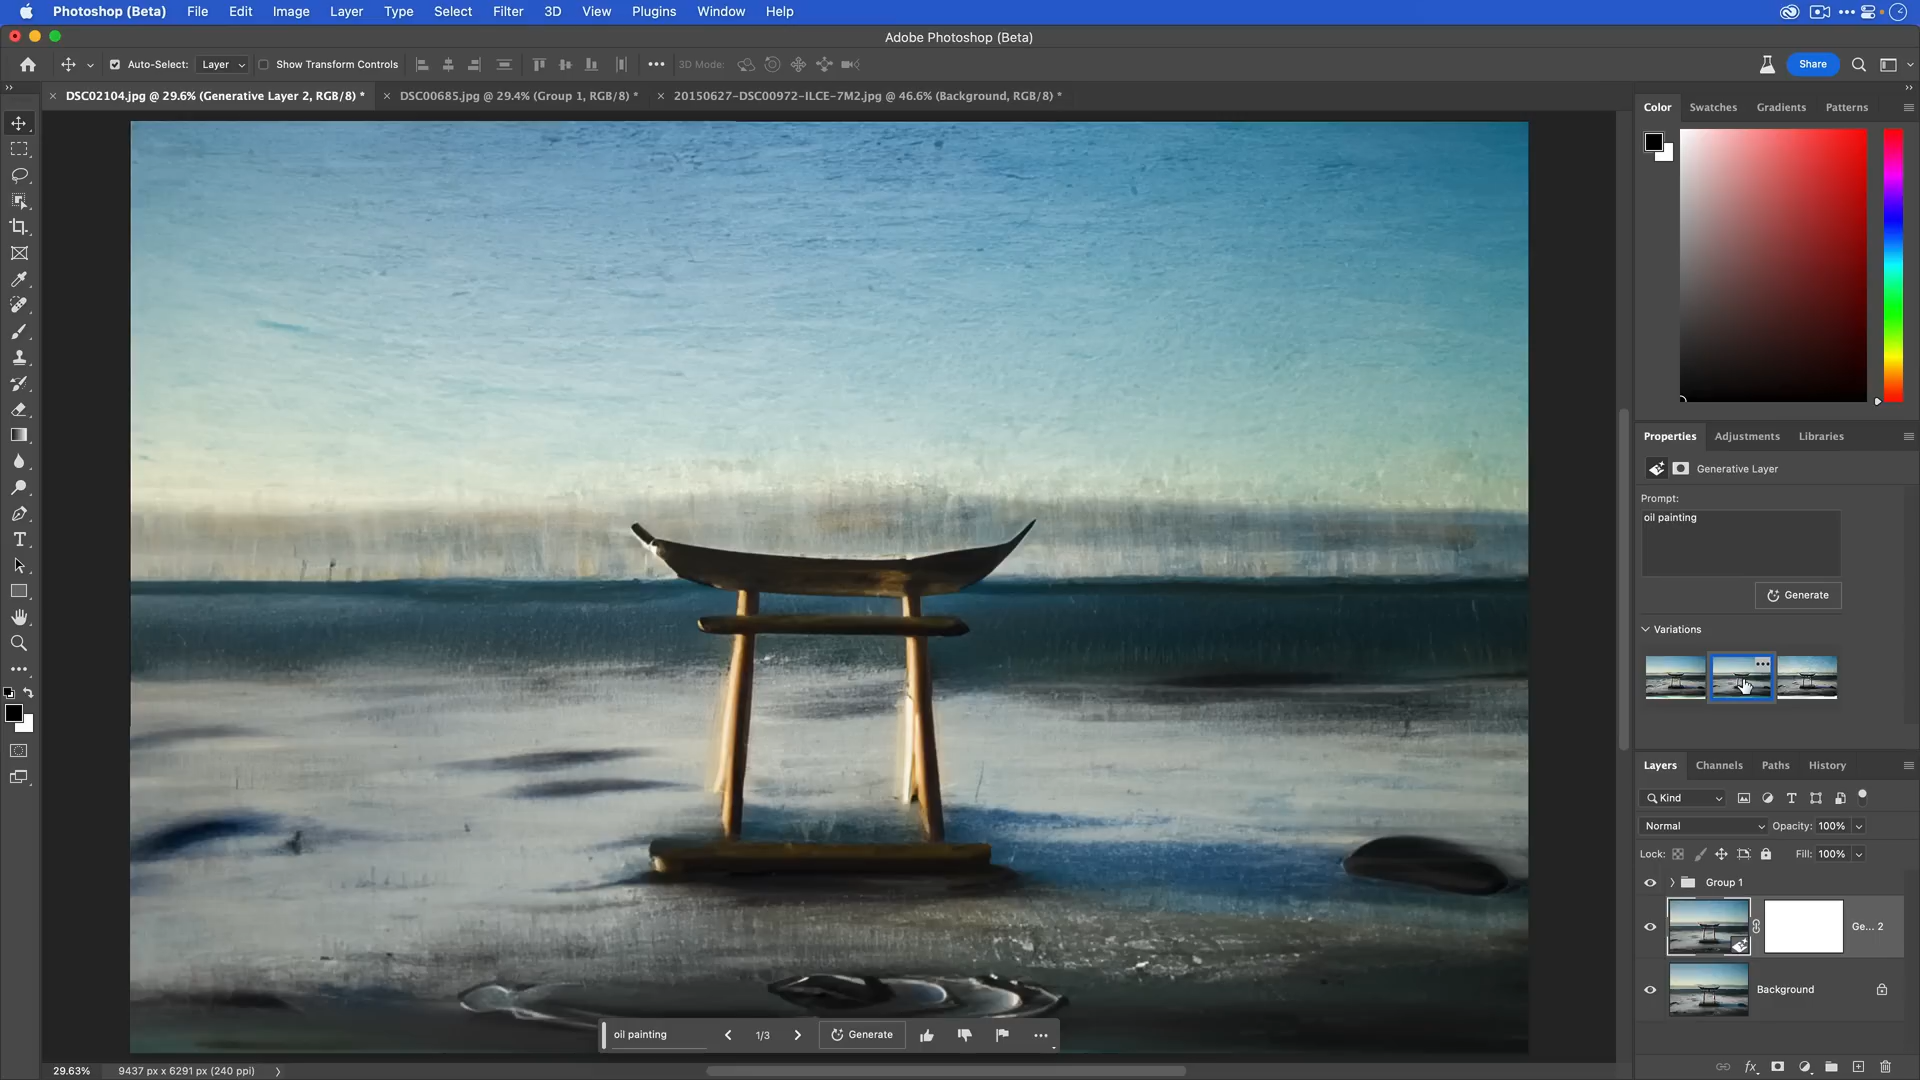 Photoshop (Beta) File Edit Image Layer Type Select Filter 3D View Plugins Window Help
Adobe Photoshop (Beta)
Auto-Select: Layer Show Transform Controls 3D Mode: Share
DSC02104.jpg @ 29.6% (Generative Layer 2, RGB/8) * DSC00685.jpg @ 29.4% (Group 1, RGB/8) * 20150627-DSC00972-ILCE-7M2.jpg @ 46.6% (Background, RGB/8) *
Color Swatches Gradients Patterns
Properties Adjustments Libraries
Generative Layer
Prompt:
oil painting
Generate
Variations
Layers Channels Paths History
Kind
Normal Opacity: 100%
Lock: Fill: 100%
Group 1
Ge... 2
Background
oil painting 1/3 Generate
29.63% 9437 px x 6291 px (240 ppi)